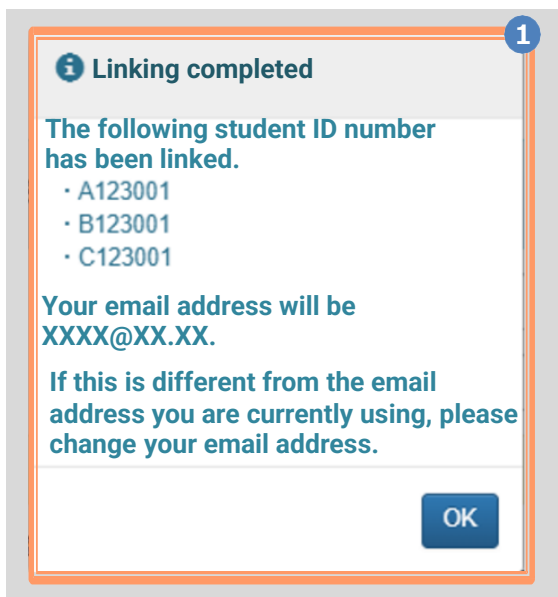 1
Linking completed
The following student ID number
has been linked.
・A123001
・B123001
・C123001
Your email address will be
XXXX@XX.XX.
If this is different from the email
address you are currently using, please
change your email address.
OK